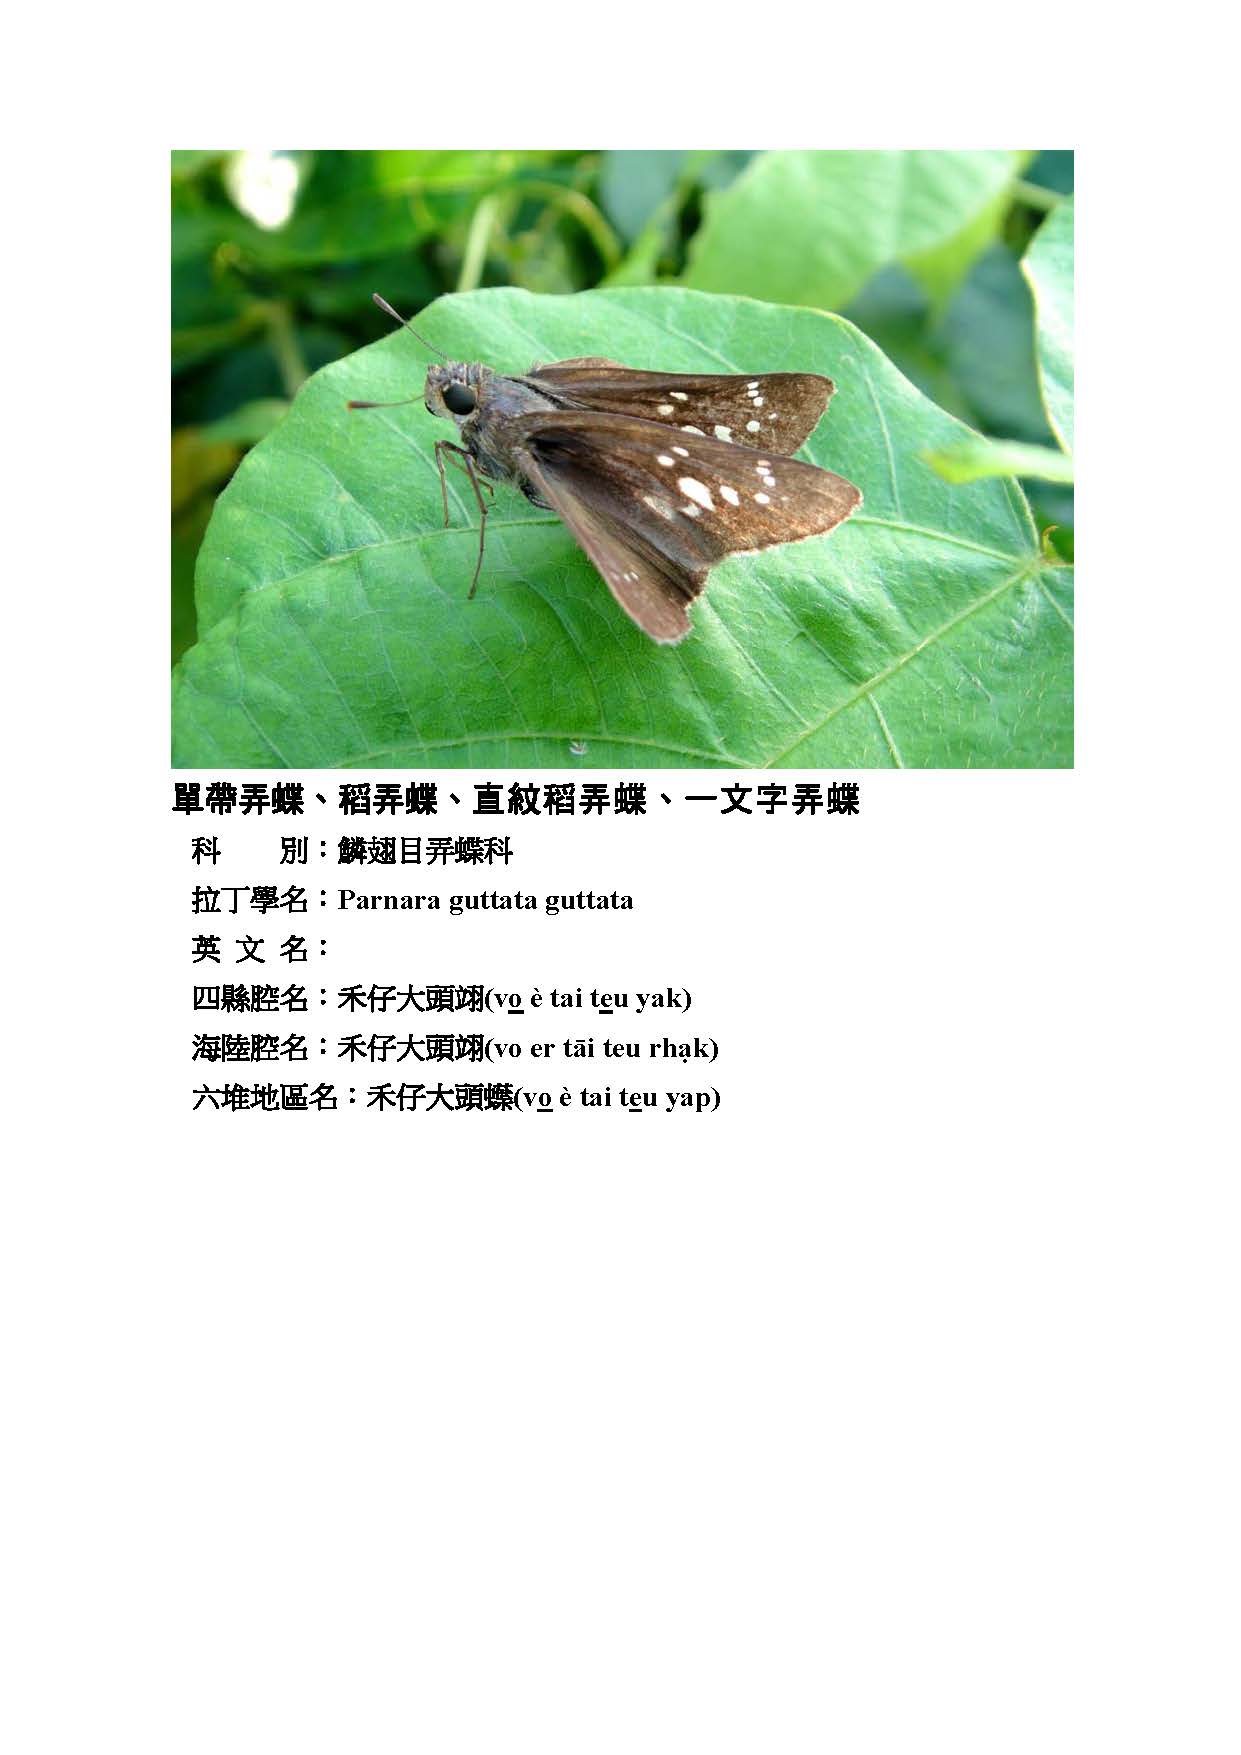 單帶弄蝶、稻弄蝶、直紋稻弄蝶、一文字弄蝶
科　　別：鱗翅目弄蝶科
拉丁學名：Parnara guttata guttata
英 文 名：
四縣腔名：禾仔大頭翊(vo è tai teu yak)
海陸腔名：禾仔大頭翊(vo er tāi teu rhạk)
六堆地區名：禾仔大頭蠂(vo è tai teu yap)